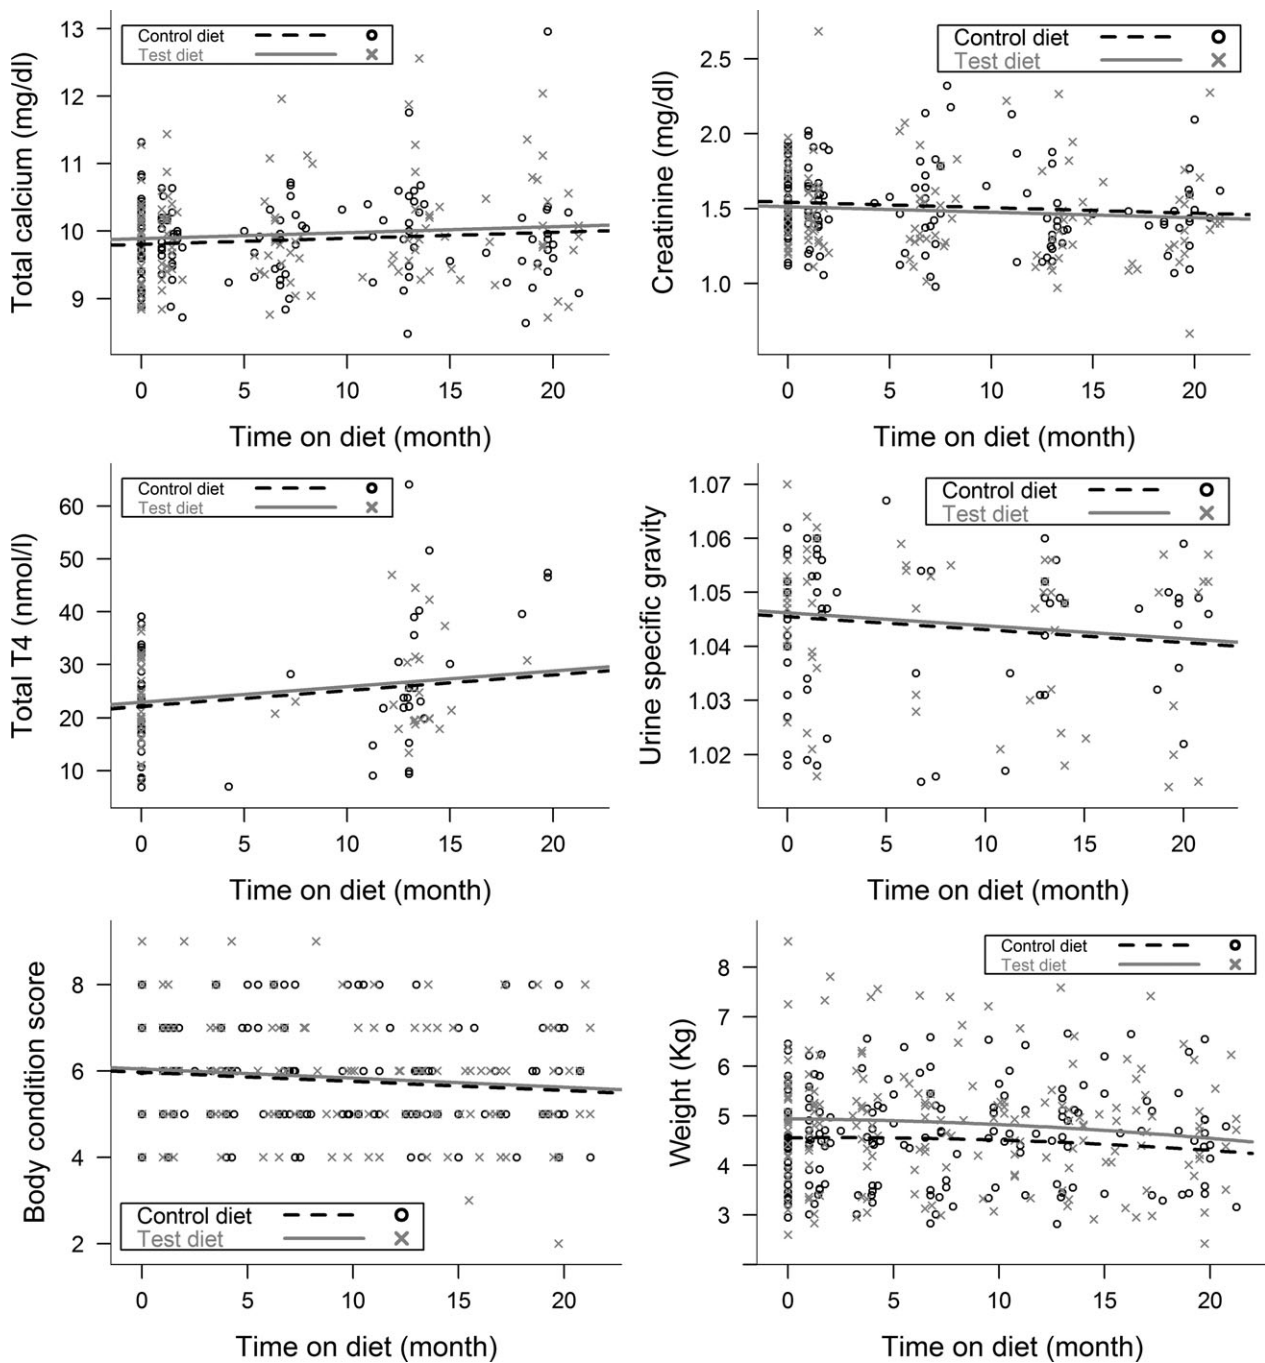 Total calcium (mg/dl)
13
12
11
10
9
Control diet
Test diet
0 5 10 15 20
Time on diet (month)
Creatinine (mg/dl)
2.5
2.0
1.5
1.0
Control diet
Test diet
0 5 10 15 20
Time on diet (month)
Total T4 (nmol/l)
60
50
40
30
20
10
Control diet
Test diet
0 5 10 15 20
Time on diet (month)
Urine specific gravity
1.07
1.06
1.05
1.04
1.03
1.02
Control diet
Test diet
0 5 10 15 20
Time on diet (month)
Body condition score
8
6
4
2
Control diet
Test diet
0 5 10 15 20
Time on diet (month)
Weight (Kg)
8
7
6
5
4
3
Control diet
Test diet
0 5 10 15 20
Time on diet (month)